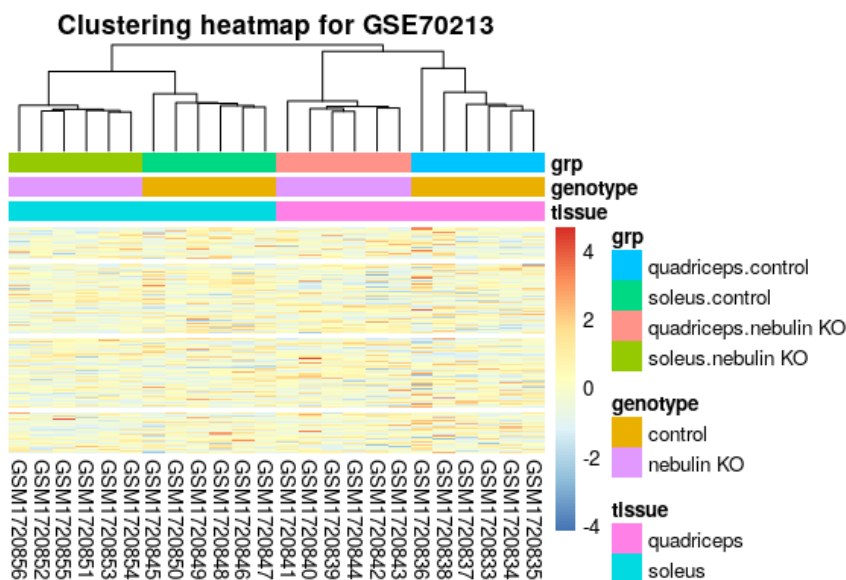 Clustering heatmap for GSE70213
grp
genotype
tissue
4
2
0
-2
-4
grp
quadriceps.control
soleus.control
quadriceps.nebulin KO
soleus.nebulin KO
genotype
control
nebulin KO
tissue
quadriceps
soleus
GSM1720856
GSM1720852
GSM1720855
GSM1720851
GSM1720853
GSM1720854
GSM1720845
GSM1720850
GSM1720849
GSM1720848
GSM1720846
GSM1720847
GSM1720841
GSM1720840
GSM1720839
GSM1720844
GSM1720842
GSM1720843
GSM1720836
GSM1720838
GSM1720837
GSM1720833
GSM1720834
GSM1720835